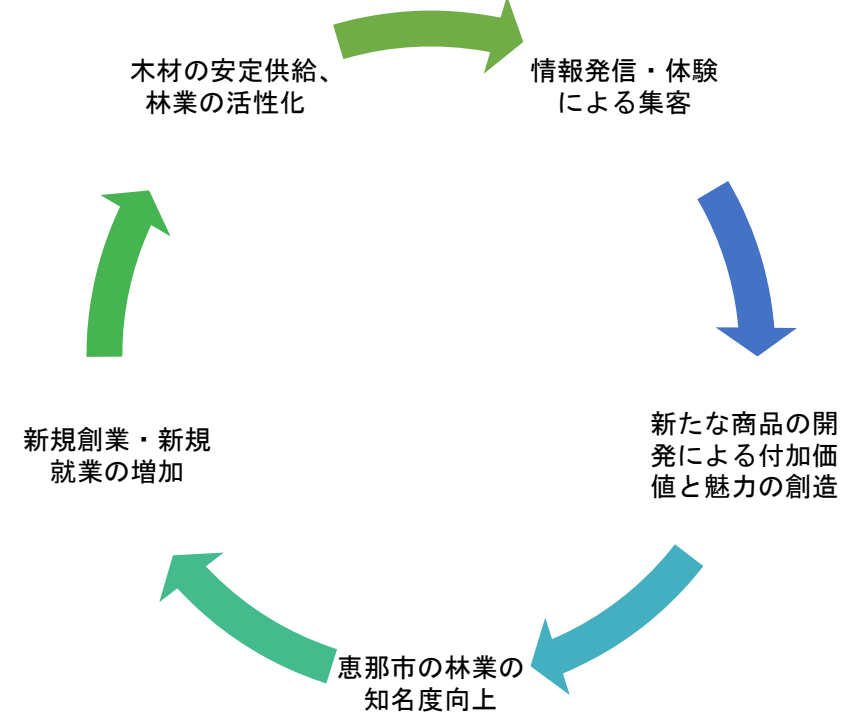 木材の安定供給、
林業の活性化
情報発信・体験
による集客
新たな商品の開
発による付加価
値と魅力の創造
恵那市の林業の
知名度向上
新規創業・新規
就業の増加